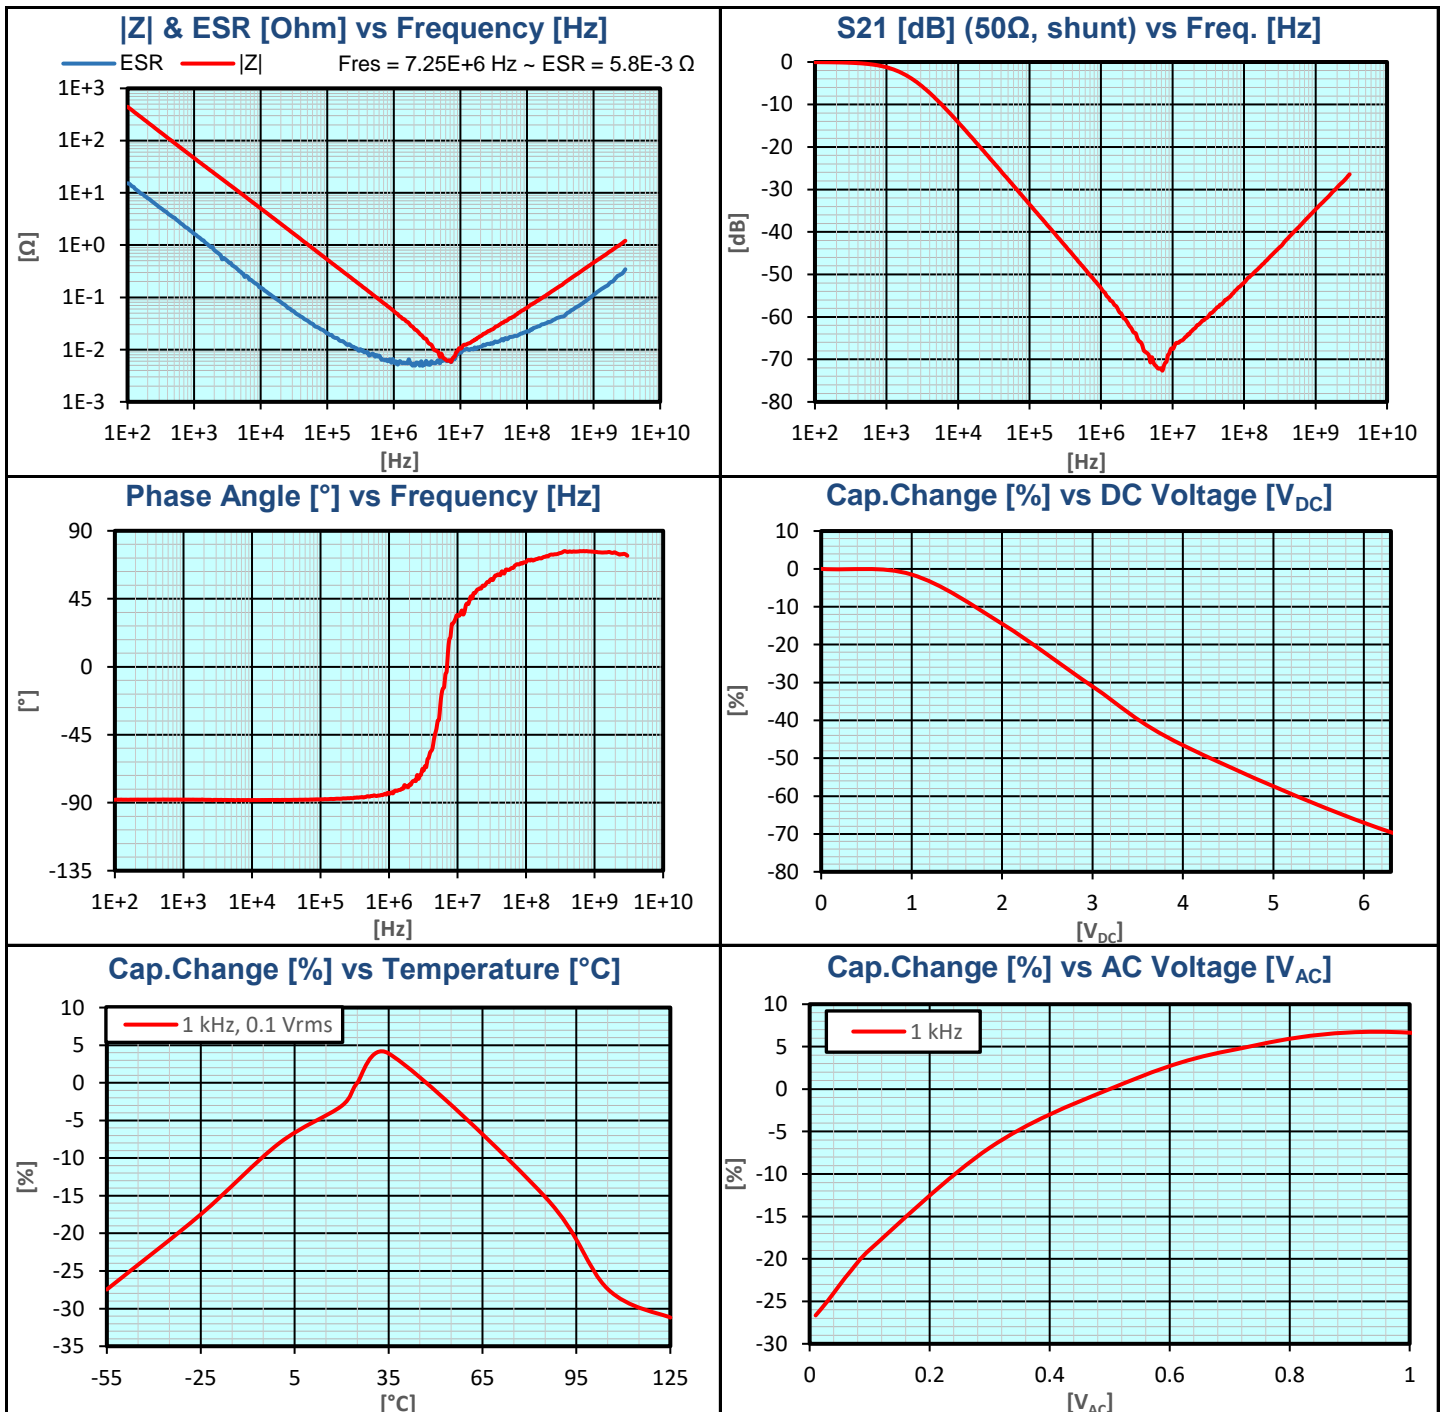 |Z| & ESR [Ohm] vs Frequency [Hz]
ESR |Z| Fres = 7.25E+6 Hz ~ ESR = 5.8E-3 Ω
1E+3
1E+2
1E+1
1E+0
1E-1
1E-2
1E-3
[Ω]
1E+2 1E+3 1E+4 1E+5 1E+6 1E+7 1E+8 1E+9 1E+10
[Hz]
S21 [dB] (50Ω, shunt) vs Freq. [Hz]
0
-10
-20
-30
-40
-50
-60
-70
-80
[dB]
1E+2 1E+3 1E+4 1E+5 1E+6 1E+7 1E+8 1E+9 1E+10
[Hz]
Phase Angle [°] vs Frequency [Hz]
90
45
0
-45
-90
-135
[°]
1E+2 1E+3 1E+4 1E+5 1E+6 1E+7 1E+8 1E+9 1E+10
[Hz]
Cap.Change [%] vs DC Voltage [VDC]
10
0
-10
-20
-30
-40
-50
-60
-70
-80
[%]
0 1 2 3 4 5 6
[VDC]
Cap.Change [%] vs Temperature [°C]
1 kHz, 0.1 Vrms
10
5
0
-5
-10
-15
-20
-25
-30
-35
[%]
-55 -25 5 35 65 95 125
[°C]
Cap.Change [%] vs AC Voltage [VAC]
1 kHz
10
5
0
-5
-10
-15
-20
-25
-30
[%]
0 0.2 0.4 0.6 0.8 1
[VAC]